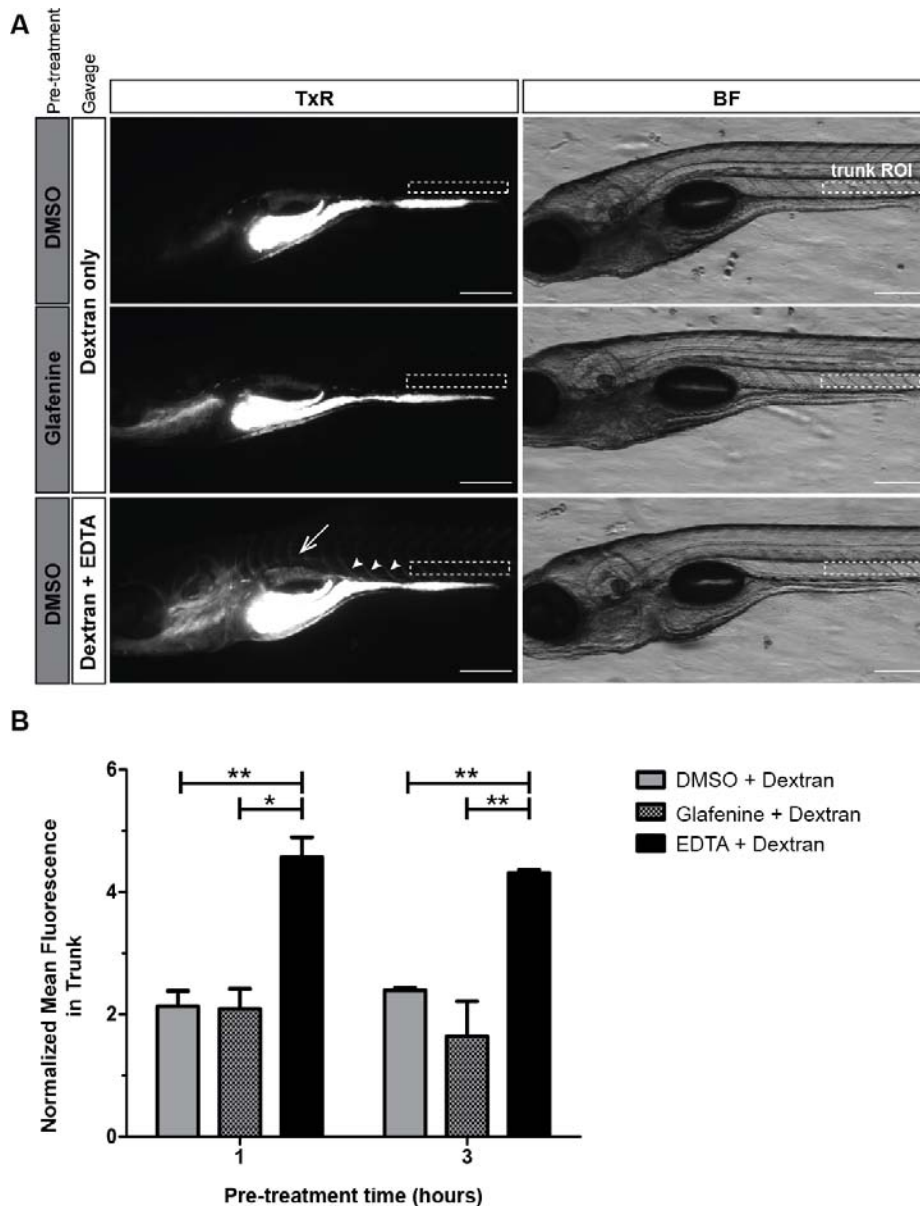 A
Pre-treatment
Gavage
TxR
BF
DMSO
Dextran only
trunk ROI
Glafenine
DMSO
Dextran + EDTA
B
Normalized Mean Fluorescence
in Trunk
6
4
2
0
**
*
**
**
1
3
Pre-treatment time (hours)
DMSO + Dextran
Glafenine + Dextran
EDTA + Dextran